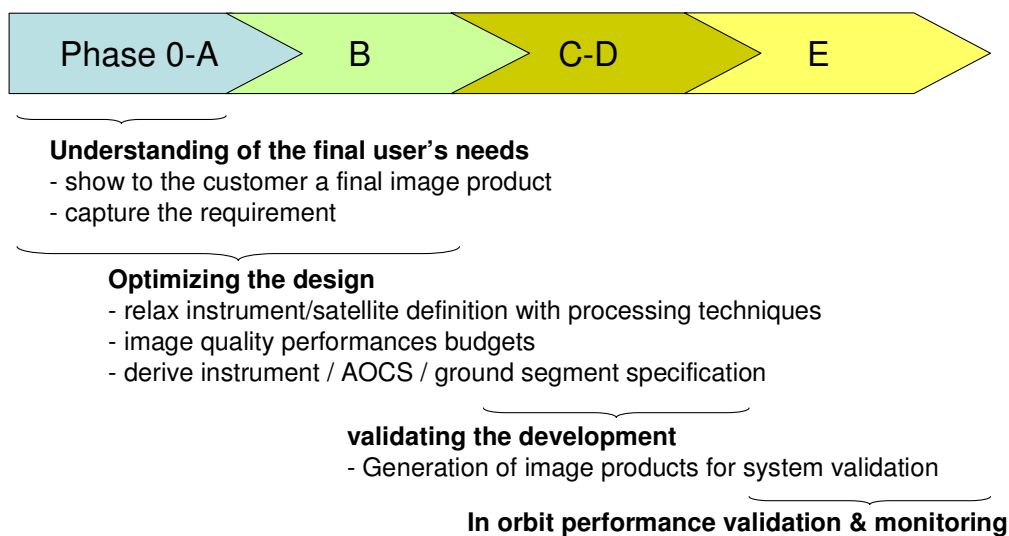 Phase 0-A B C-D E
Understanding of the final user's needs
- show to the customer a final image product
- capture the requirement
Optimizing the design
- relax instrument/satellite definition with processing techniques
- image quality performances budgets
- derive instrument / AOCS / ground segment specification
validating the development
- Generation of image products for system validation
In orbit performance validation & monitoring